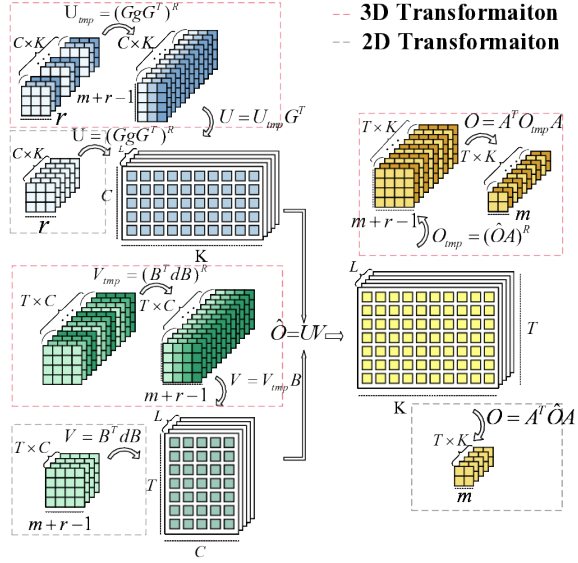 3D Transformaiton
2D Transformaiton
U_tmp = (GgG^T)^R
C×K
C×K
m+r−1
r
U = U_tmp G^T
U = (GgG^T)^R
C×K
r
L
C
K
V_tmp = (B^T dB)^R
T×C
T×C
m+r−1
V = V_tmp B
V = B^T dB
T×C
m+r−1
L
T
C
Ô=UV
T×K
O = A^T O_tmp A
T×K
m+r−1
m
O_tmp = (ÔA)^R
L
T
K
O = A^T ÔA
T×K
m